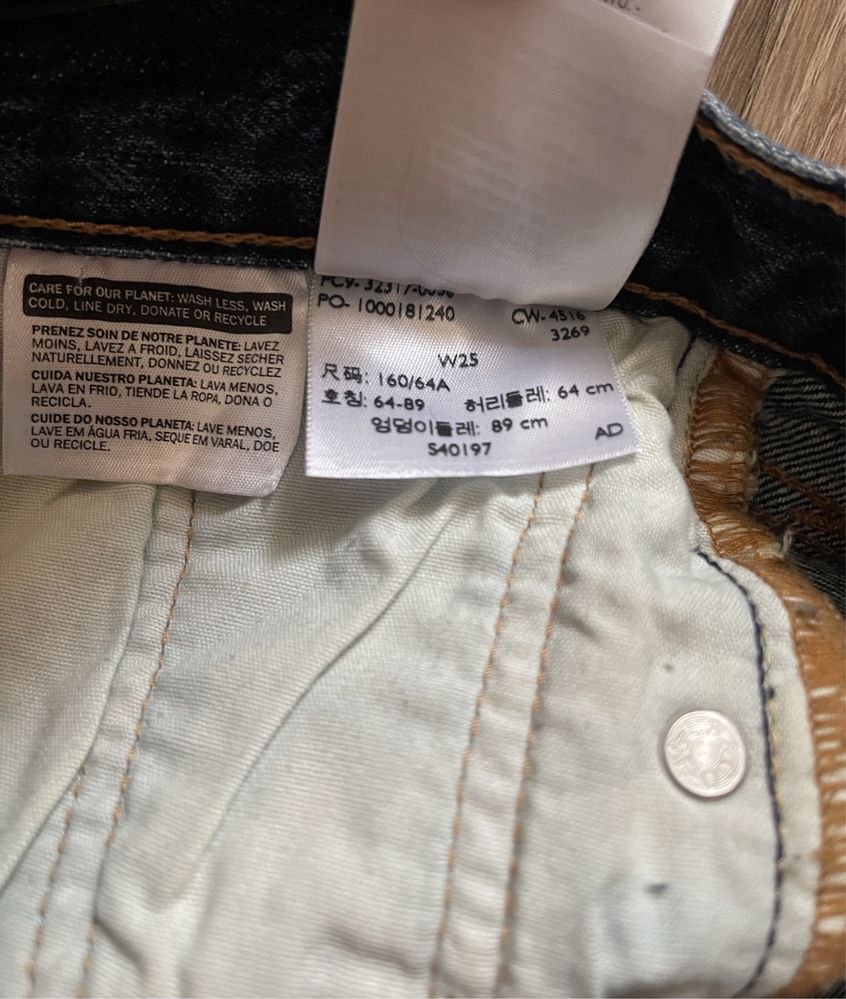 CARE FOR OUR PLANET: WASH LESS, WASH
COLD, LINE DRY, DONATE OR RECYCLE
PRENEZ SOIN DE NOTRE PLANETE: LAVEZ
MOINS, LAVEZ A FROID, LAISSEZ SECHER
NATURELLEMENT, DONNEZ OU RECYCLEZ
CUIDA NUESTRO PLANETA: LAVA MENOS,
LAVA EN FRIO, TIENDE LA ROPA, DONA O
RECICLA.
CUIDE DO NOSSO PLANETA: LAVE MENOS,
LAVE EM ÁGUA FRIA, SEQUE EM VARAL, DOE
OU RECICLE.
PO- 1000181240
CW- 4516
3269
W25
尺码: 160/64A
호칭: 64-89 허리둘레: 64 cm
엉덩이둘레: 89 cm
S40197
AD